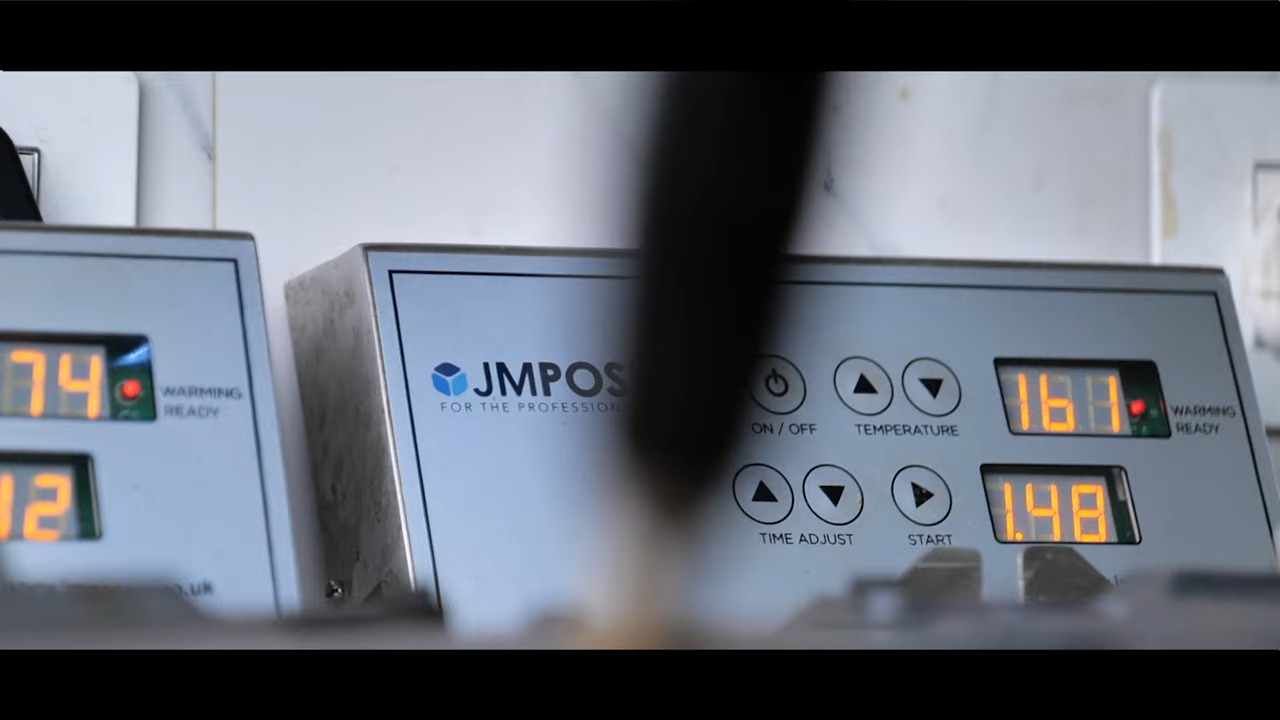 74
WARMING
READY
12
JMPOS
FOR THE PROFESSION
ON / OFF
TEMPERATURE
161
WARMING
READY
TIME ADJUST
START
1.48